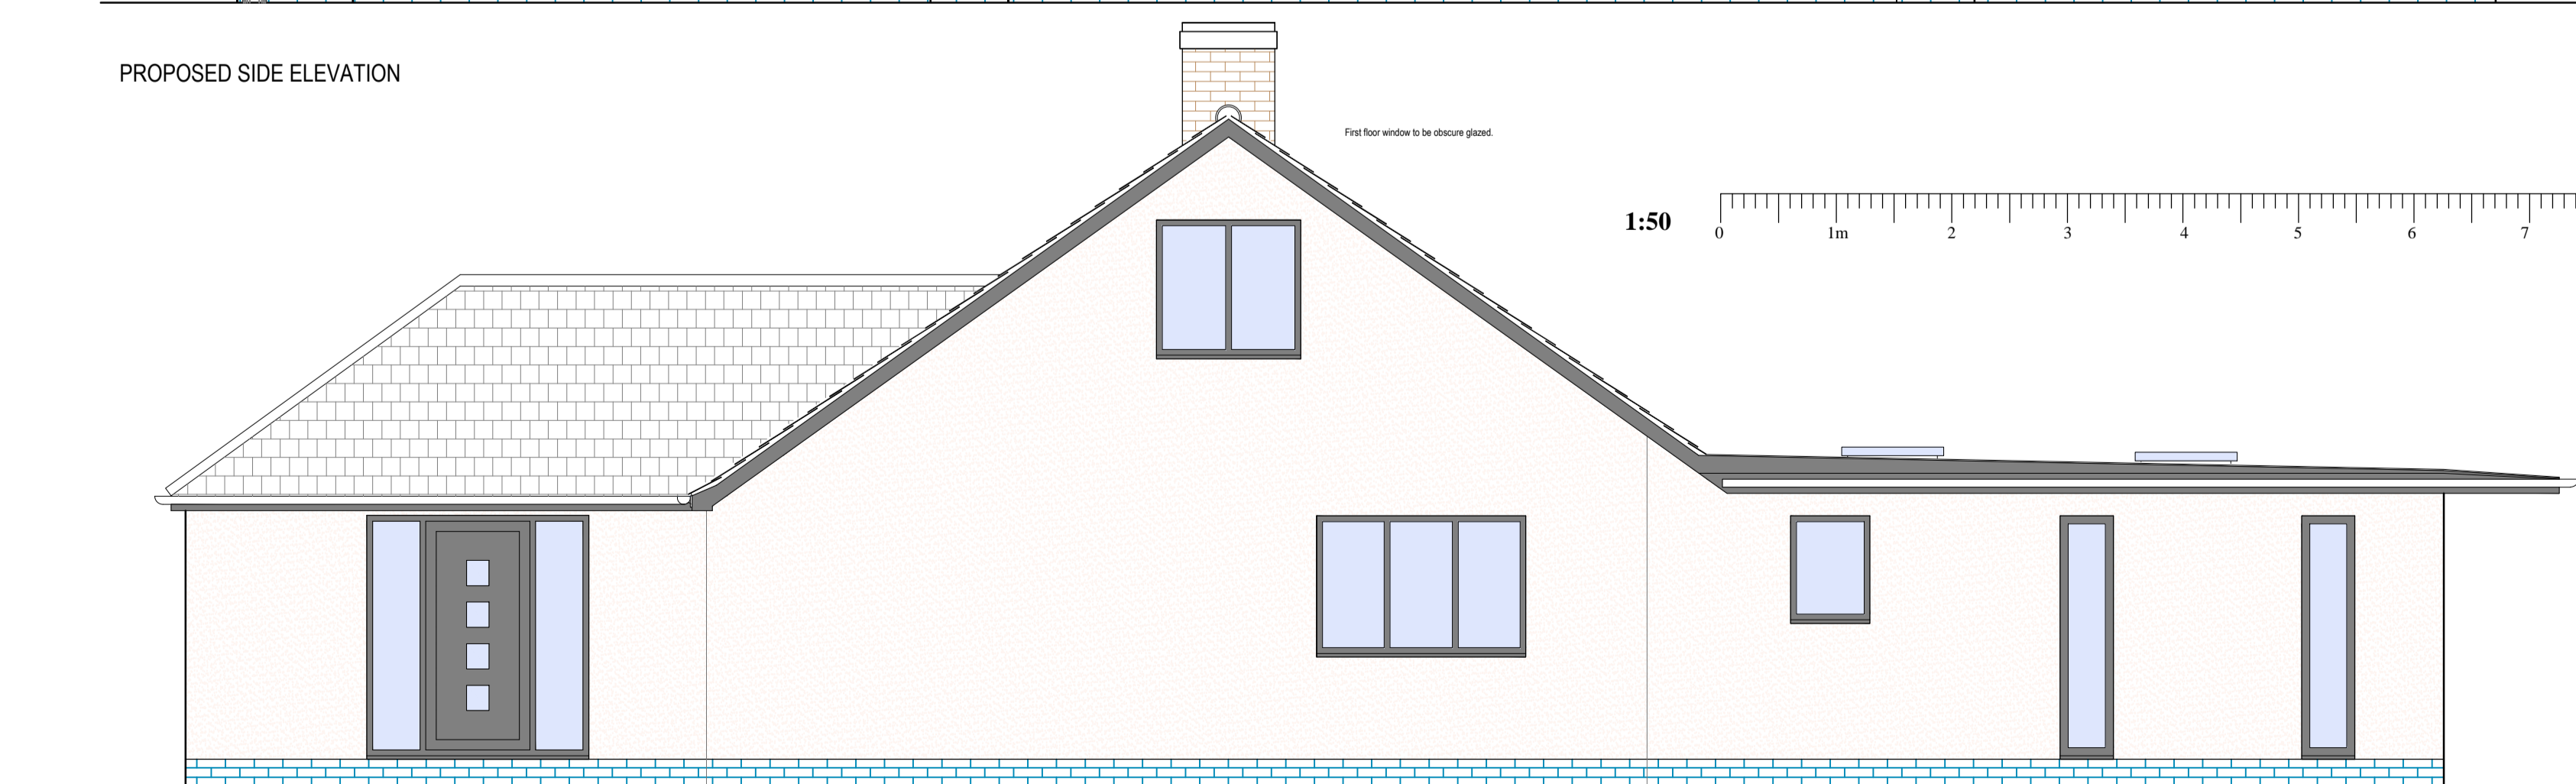 PROPOSED SIDE ELEVATION
First floor window to be obscure glazed.
1:50
0 1m 2 3 4 5 6 7